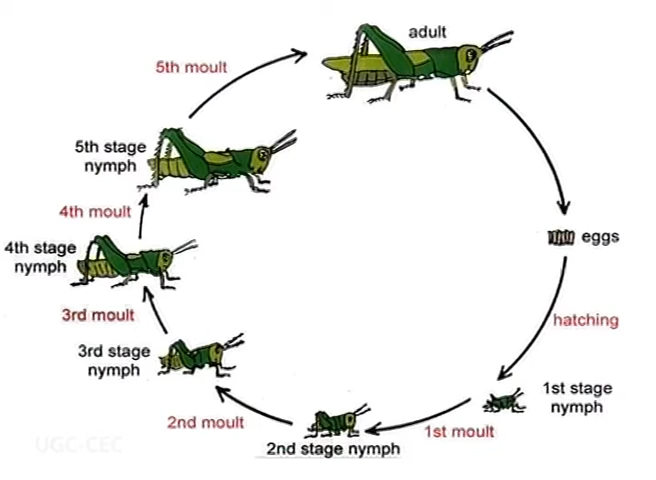 adult
eggs
hatching
1st stage
nymph
1st moult
2nd stage nymph
2nd moult
3rd stage
nymph
3rd moult
4th stage
nymph
4th moult
5th stage
nymph
5th moult
UGC-CEC